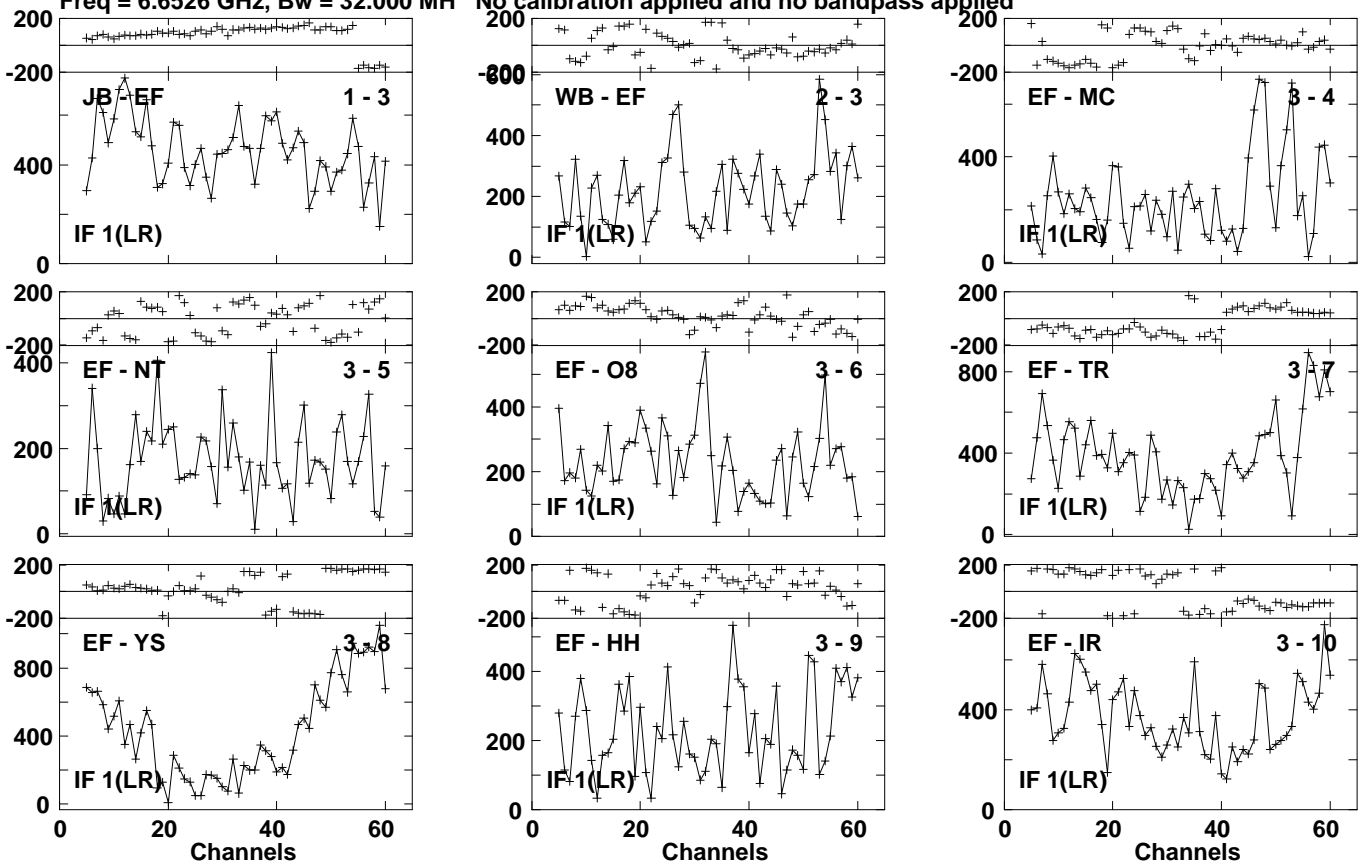 Freq = 6.6526 GHz, Bw = 32.000 MH   No calibration applied and no bandpass applied
200
-200
JB - EF 1 - 3
400
0
IF 1(LR)
200
-200
600
WB - EF 2 - 3
400
200
0
IF 1(LR)
200
-200
EF - MC 3 - 4
400
0
IF 1(LR)
200
-200
400
EF - NT 3 - 5
200
0
IF 1(LR)
200
-200
EF - O8 3 - 6
400
200
0
IF 1(LR)
200
-200
EF - TR 3 - 7
800
400
0
IF 1(LR)
200
-200
EF - YS 3 - 8
800
400
0
IF 1(LR)
0 20 40 60
Channels
200
-200
EF - HH 3 - 9
400
200
0
IF 1(LR)
0 20 40 60
Channels
200
-200
EF - IR 3 - 10
400
0
IF 1(LR)
0 20 40 60
Channels